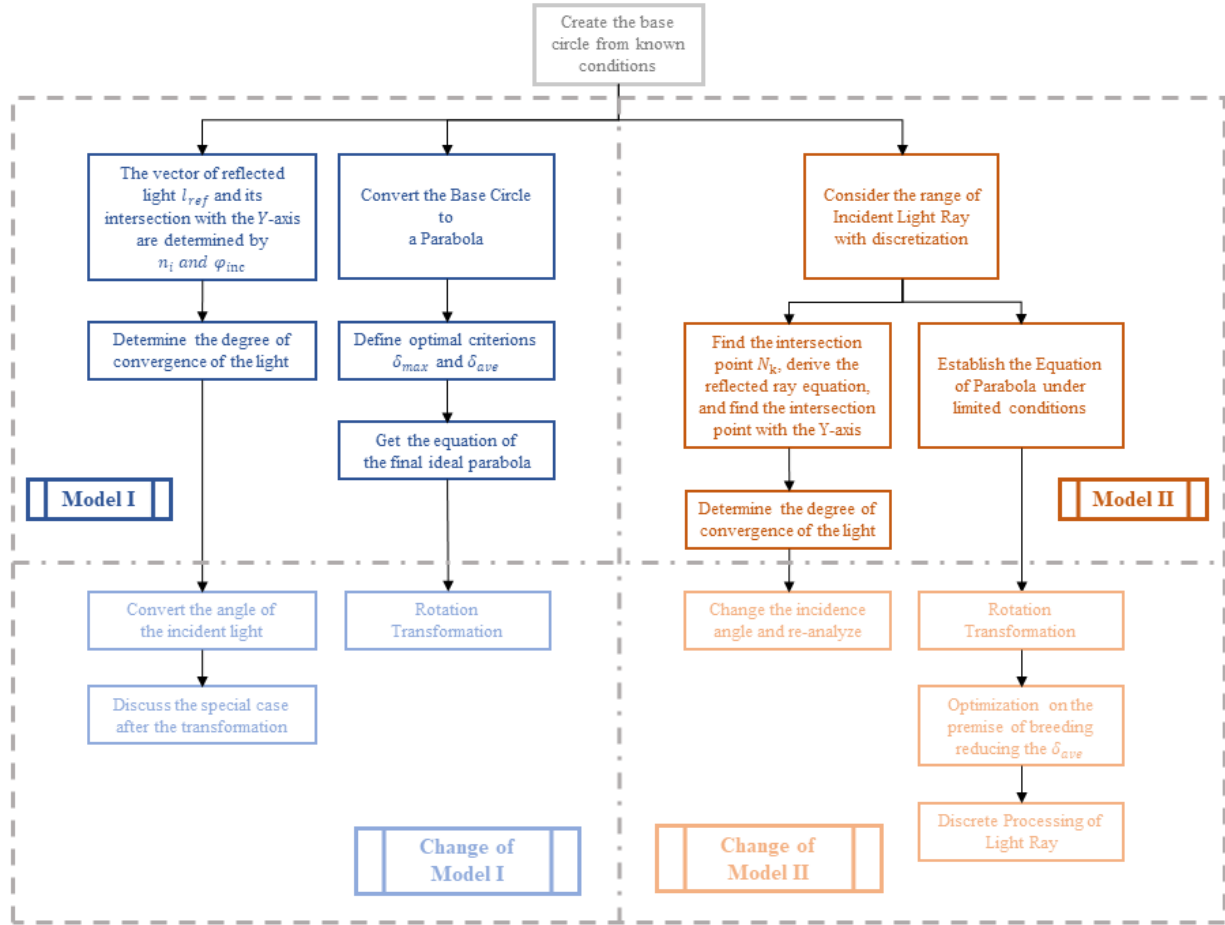 Create the base
circle from known
conditions
The vector of reflected
light l_ref and its
intersection with the Y-axis
are determined by
n_i and φ_inc
Convert the Base Circle
to
a Parabola
Consider the range of
Incident Light Ray
with discretization
Determine the degree of
convergence of the light
Define optimal criterions
δ_max and δ_ave
Find the intersection
point N_k, derive the
reflected ray equation,
and find the intersection
point with the Y-axis
Establish the Equation
of Parabola under
limited conditions
Get the equation of
the final ideal parabola
Model I
Determine the degree of
convergence of the light
Model II
Convert the angle of
the incident light
Rotation
Transformation
Change the incidence
angle and re-analyze
Rotation
Transformation
Discuss the special case
after the transformation
Optimization on the
premise of breeding
reducing the δ_ave
Discrete Processing of
Light Ray
Change of
Model I
Change of
Model II